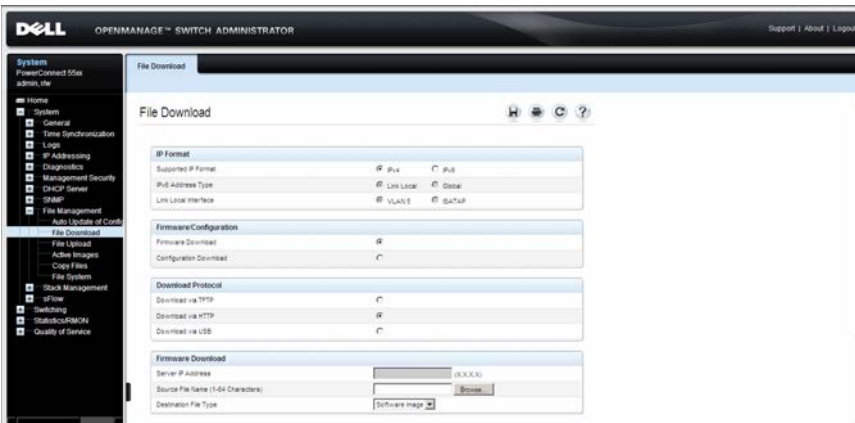 DELL
OPENMANAGE™ SWITCH ADMINISTRATOR
Support | About | Logout
System
PowerConnect 55xx
admin, r/w
Home
System
General
Time Synchronization
Logs
IP Addressing
Diagnostics
Management Security
DHCP Server
SNMP
File Management
Auto Update of Config
File Download
File Upload
Active Images
Copy Files
File System
Stack Management
sFlow
Switching
Statistics/RMON
Quality of Service
File Download
File Download
IP Format
Supported IP Format IPv4 IPv6
IPv6 Address Type Link Local Global
Link Local Interface VLAN 5 ISATAP
Firmware/Configuration
Firmware Download
Configuration Download
Download Protocol
Download via TFTP
Download via HTTP
Download via USB
Firmware Download
Server IP Address (X.X.X.X)
Source File Name (1-64 Characters) Browse...
Destination File Type Software Image